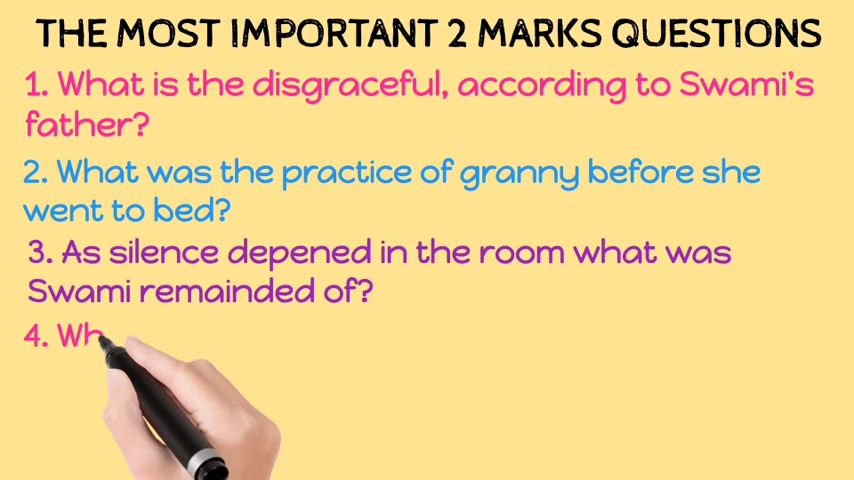 THE MOST IMPORTANT 2 MARKS QUESTIONS
1. What is the disgraceful, according to Swami's
father?
2. What was the practice of granny before she
went to bed?
3. As silence depened in the room what was
Swami remainded of?
4. Wh